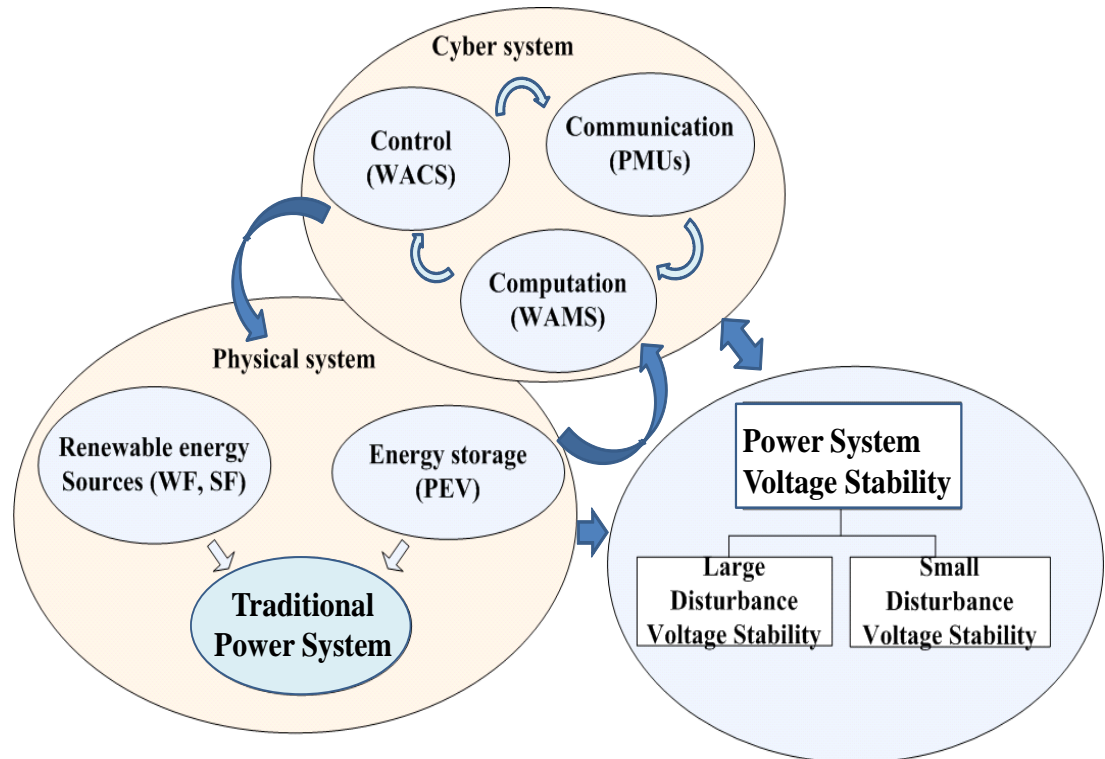 Cyber system
Control
(WACS)
Communication
(PMUs)
Computation
(WAMS)
Physical system
Renewable energy
Sources (WF, SF)
Energy storage
(PEV)
Traditional
Power System
Power System
Voltage Stability
Large
Disturbance
Voltage Stability
Small
Disturbance
Voltage Stability